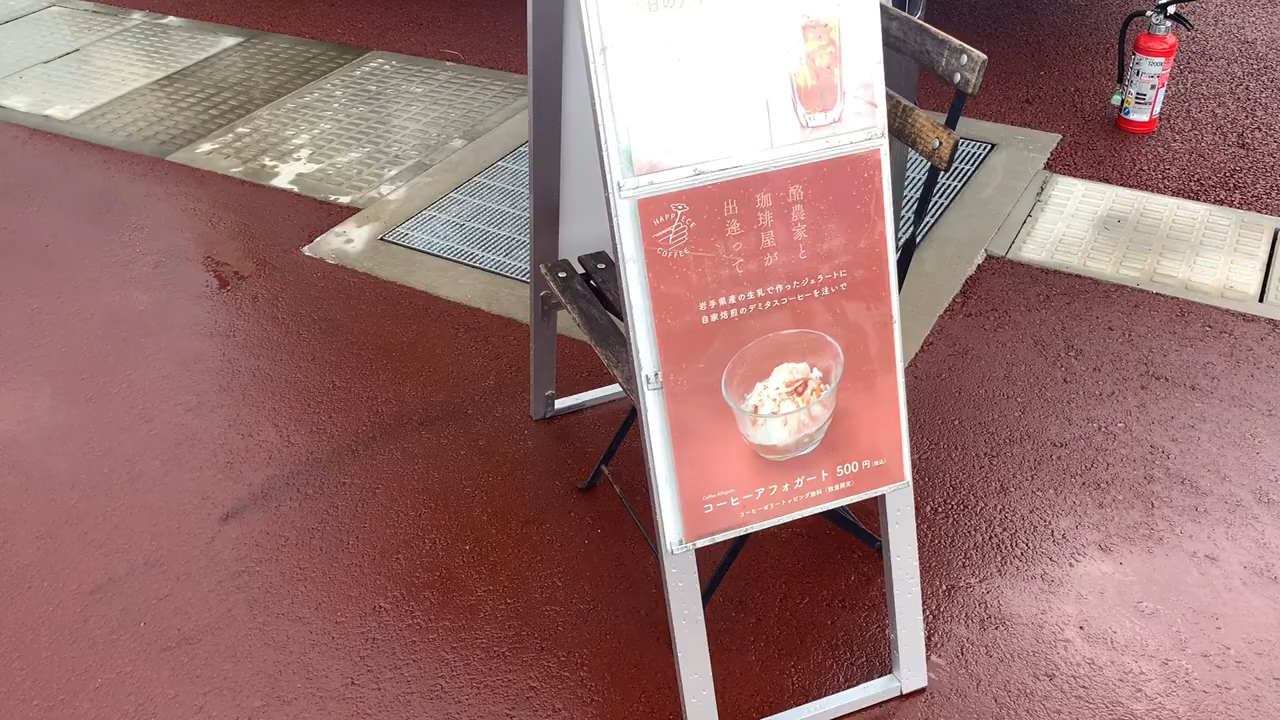 酪農家と
珈琲屋が
出逢って
COFFEE
岩手県産の生乳で作ったジェラートに
自家焙煎のデミタスコーヒーを注いで
Coffee Affogato
コーヒーアフォガート 500円(税込)
コーヒーゼリートッピング無料(数量限定)